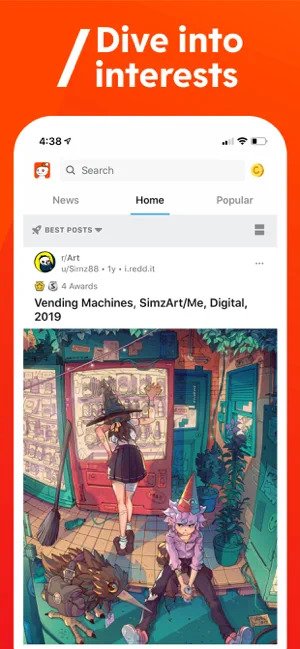 Dive into
interests
4:38
Search
News
Home
Popular
BEST POSTS
r/Art
u/Simz88 • 1y • i.redd.it
4 Awards
Vending Machines, SimzArt/Me, Digital,
2019